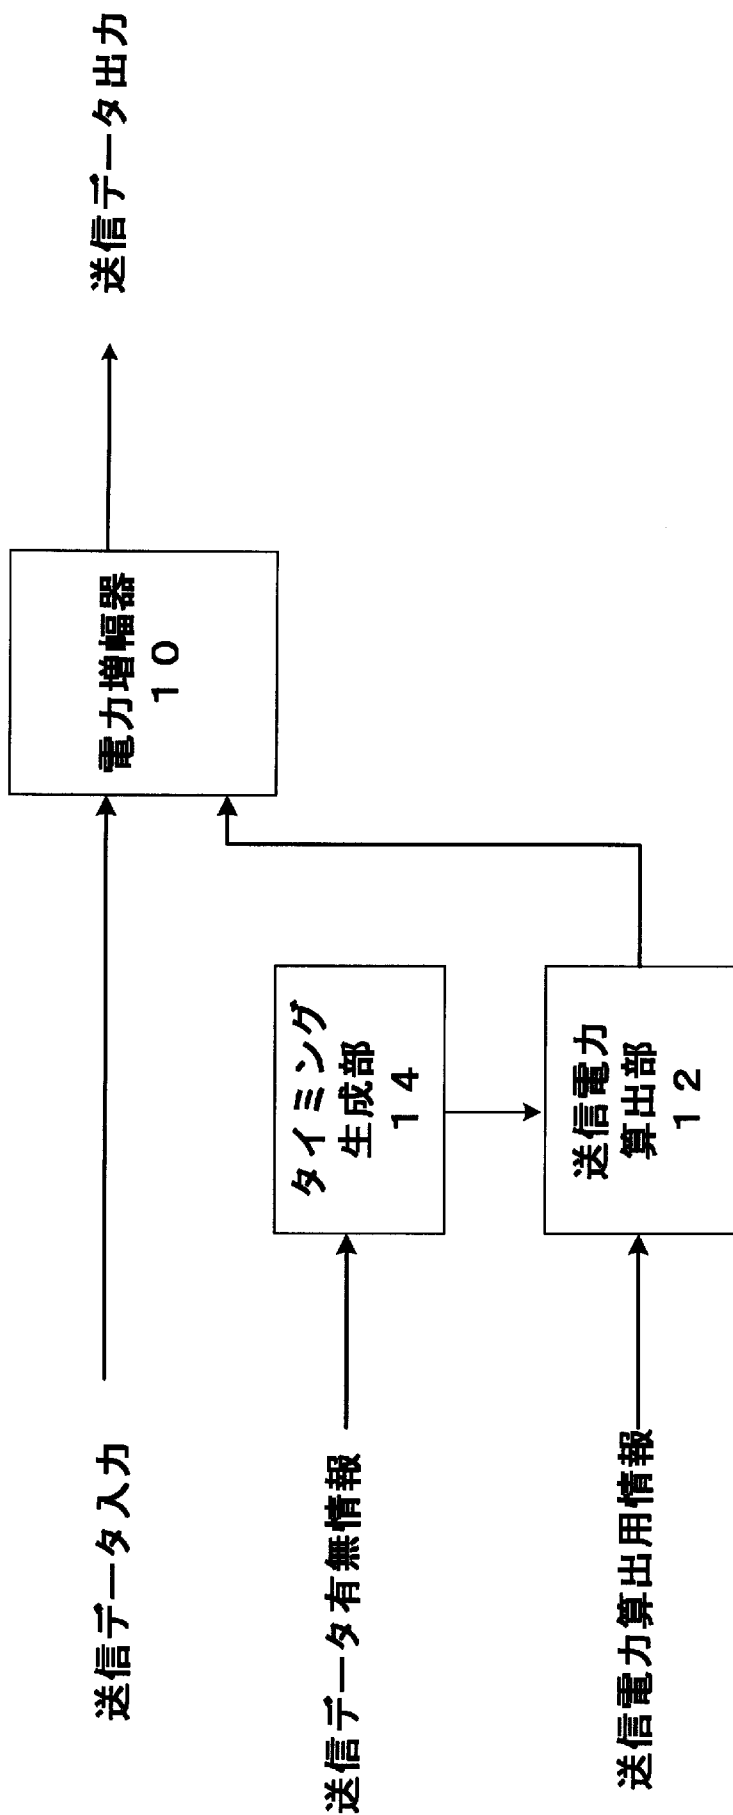 送信データ入力
電力増幅器
１０
送信データ出力
送信データ有無情報
タイミング
生成部
１４
送信電力算出用情報
送信電力
算出部
１２